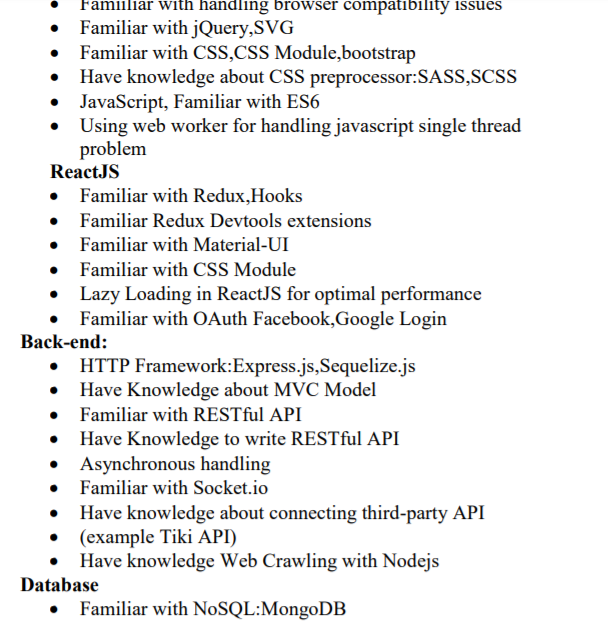 • Famiiliar with handling browser compatibility issues
• Familiar with jQuery,SVG
• Familiar with CSS,CSS Module,bootstrap
• Have knowledge about CSS preprocessor:SASS,SCSS
• JavaScript, Familiar with ES6
• Using web worker for handling javascript single thread
problem
ReactJS
• Familiar with Redux,Hooks
• Familiar Redux Devtools extensions
• Familiar with Material-UI
• Familiar with CSS Module
• Lazy Loading in ReactJS for optimal performance
• Familiar with OAuth Facebook,Google Login
Back-end:
• HTTP Framework:Express.js,Sequelize.js
• Have Knowledge about MVC Model
• Familiar with RESTful API
• Have Knowledge to write RESTful API
• Asynchronous handling
• Familiar with Socket.io
• Have knowledge about connecting third-party API
• (example Tiki API)
• Have knowledge Web Crawling with Nodejs
Database
• Familiar with NoSQL:MongoDB